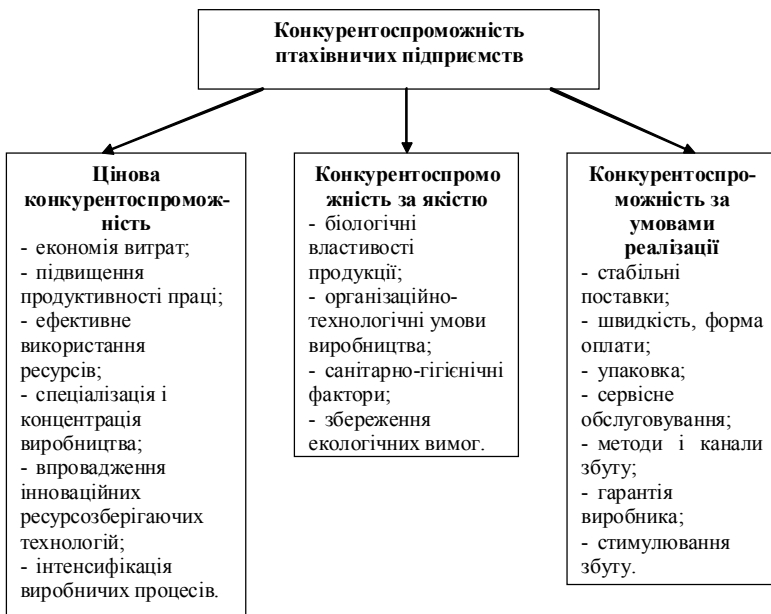 Конкурентоспроможність
птахівничих підприємств
Цінова
конкурентоспромож-
ність
- економія витрат;
- підвищення
продуктивності праці;
- ефективне
використання
ресурсів;
- спеціалізація і
концентрація
виробництва;
- впровадження
інноваційних
ресурсозберігаючих
технологій;
- інтенсифікація
виробничих процесів.
Конкурентоспромо
жність за якістю
- біологічні
властивості
продукції;
- організаційно-
технологічні умови
виробництва;
- санітарно-гігієнічні
фактори;
- збереження
екологічних вимог.
Конкурентоспро-
можність за
умовами
реалізації
- стабільні
поставки;
- швидкість, форма
оплати;
- упаковка;
- сервісне
обслуговування;
- методи і канали
збуту;
- гарантія
виробника;
- стимулювання
збуту.